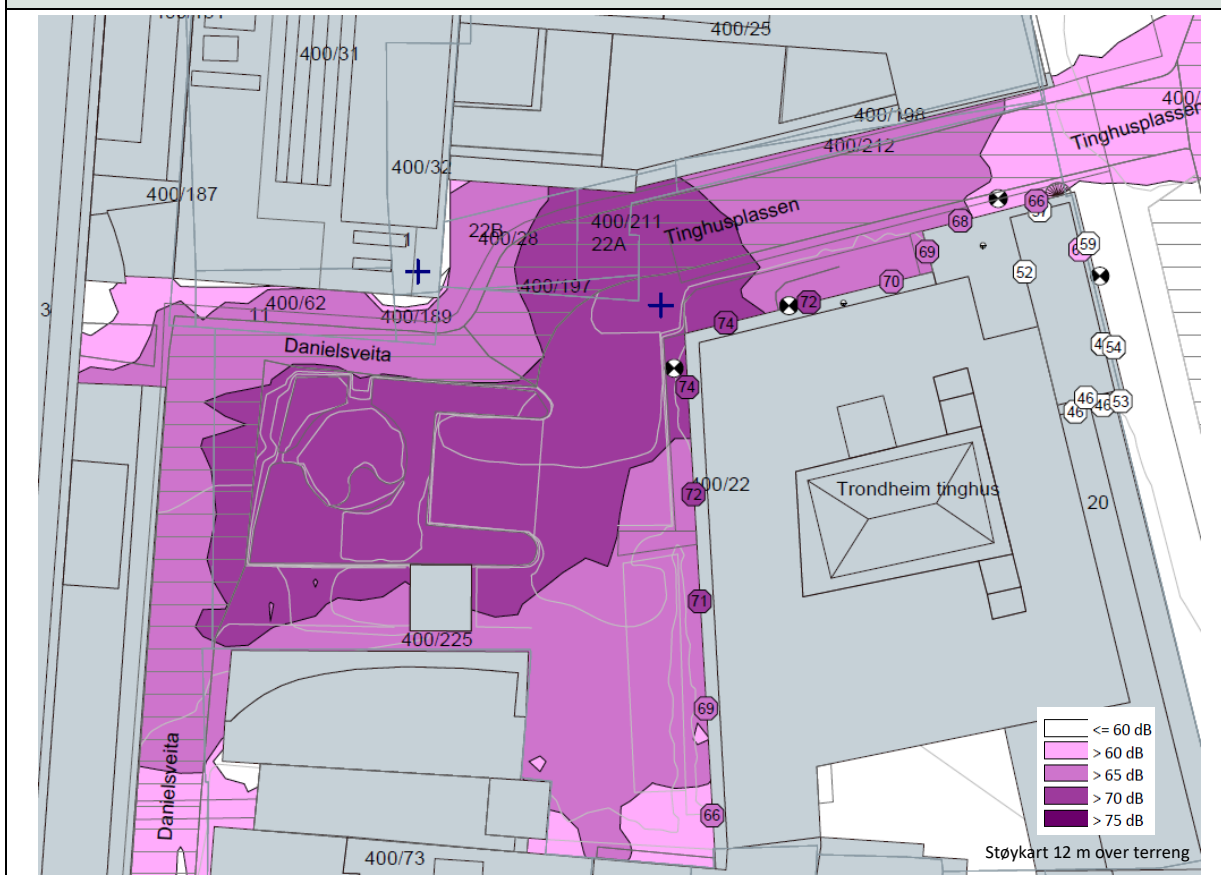 400/25
400/31
400/
400/198
Tinghusplassen
400/212
400/32
400/187
66
68
59
400/211
22B
400/28
22A
Tinghusplassen
69
52
1
70
400/197
3
400/62
11
400/189
72
74
54
Danielsveita
74
46
46
53
46
400/22
72
Trondheim tinghus
20
71
400/225
69
<= 60 dB
> 60 dB
> 65 dB
> 70 dB
> 75 dB
Danielsveita
66
Støykart 12 m over terreng
400/73